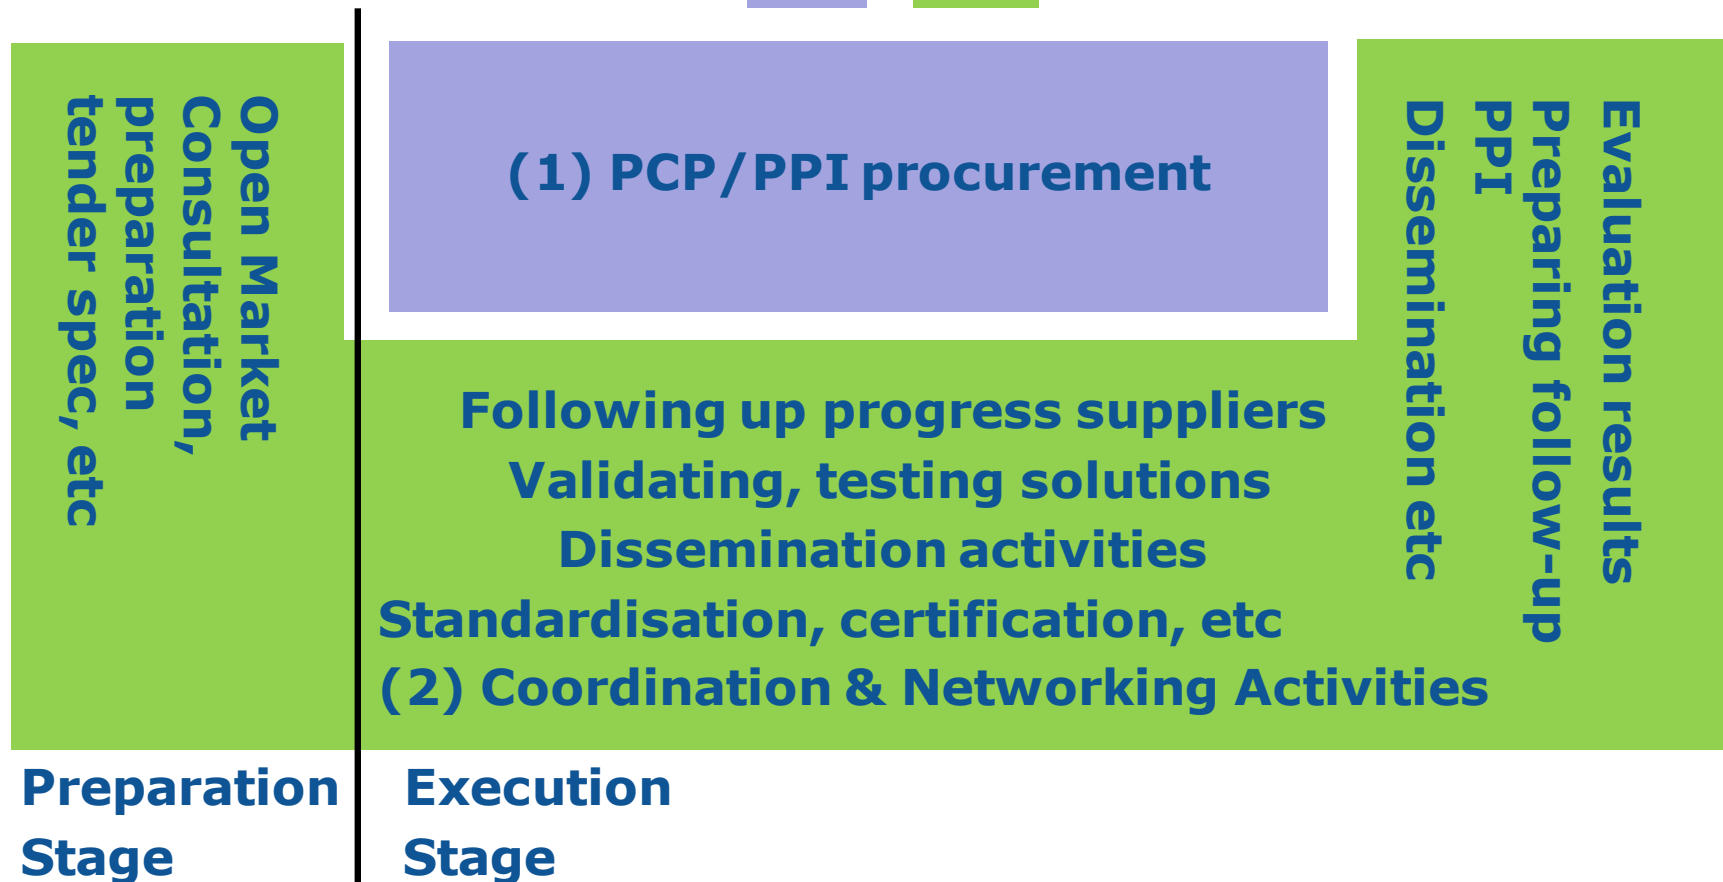 Open Market
Consultation,
preparation
tender spec, etc
(1) PCP/PPI procurement
Evaluation results
Preparing follow-up
PPI
Dissemination etc
Following up progress suppliers
Validating, testing solutions
Dissemination activities
Standardisation, certification, etc
(2) Coordination & Networking Activities
Preparation
Stage
Execution
Stage